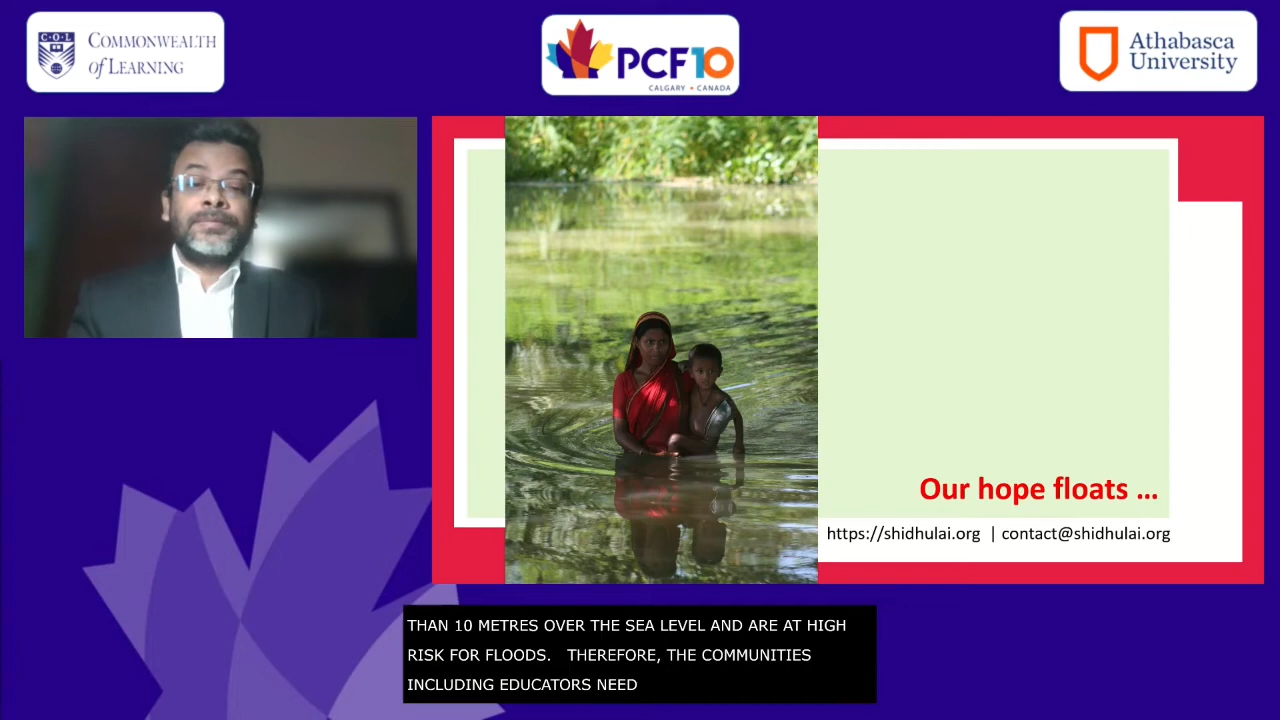 C·O·L
COMMONWEALTH
of LEARNING
PCF10
CALGARY • CANADA
Athabasca
University
Our hope floats ...
https://shidhulai.org | contact@shidhulai.org
THAN 10 METRES OVER THE SEA LEVEL AND ARE AT HIGH
RISK FOR FLOODS. THEREFORE, THE COMMUNITIES
INCLUDING EDUCATORS NEED